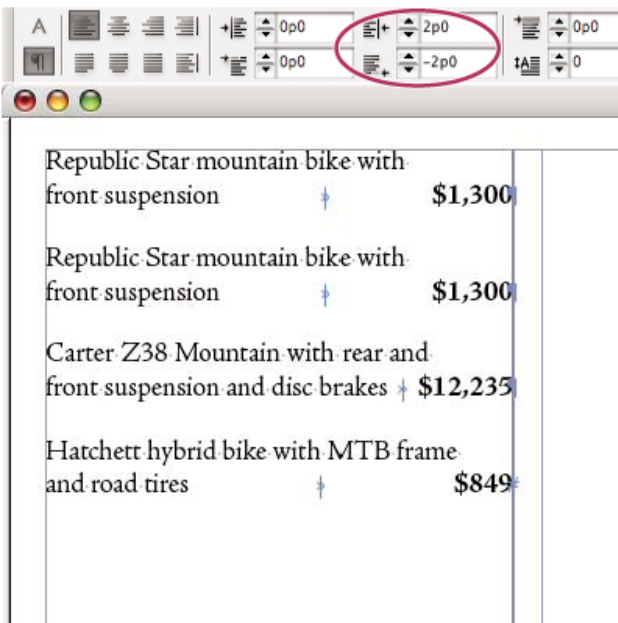 A 0p0 2p0 0p0
¶ 0p0 -2p0 A 0
Republic Star mountain bike with
front suspension $1,300
Republic Star mountain bike with
front suspension $1,300
Carter Z38 Mountain with rear and
front suspension and disc brakes $12,235
Hatchett hybrid bike with MTB frame
and road tires $849